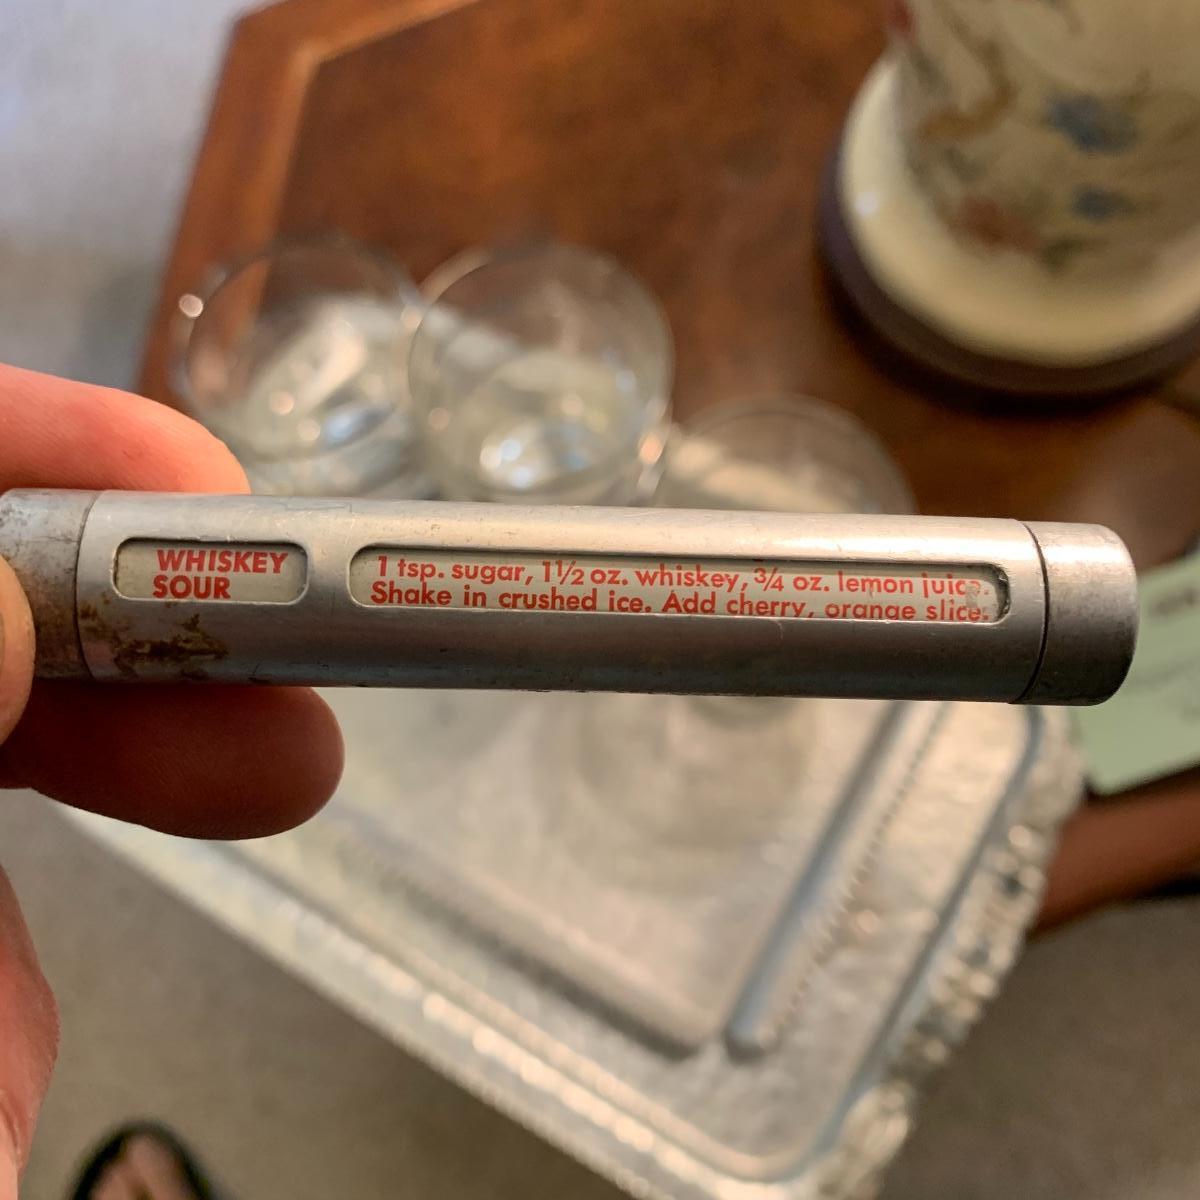 WHISKEY
SOUR
1 tsp. sugar, 1½ oz. whiskey, ¾ oz. lemon juice.
Shake in crushed ice. Add cherry, orange slice.